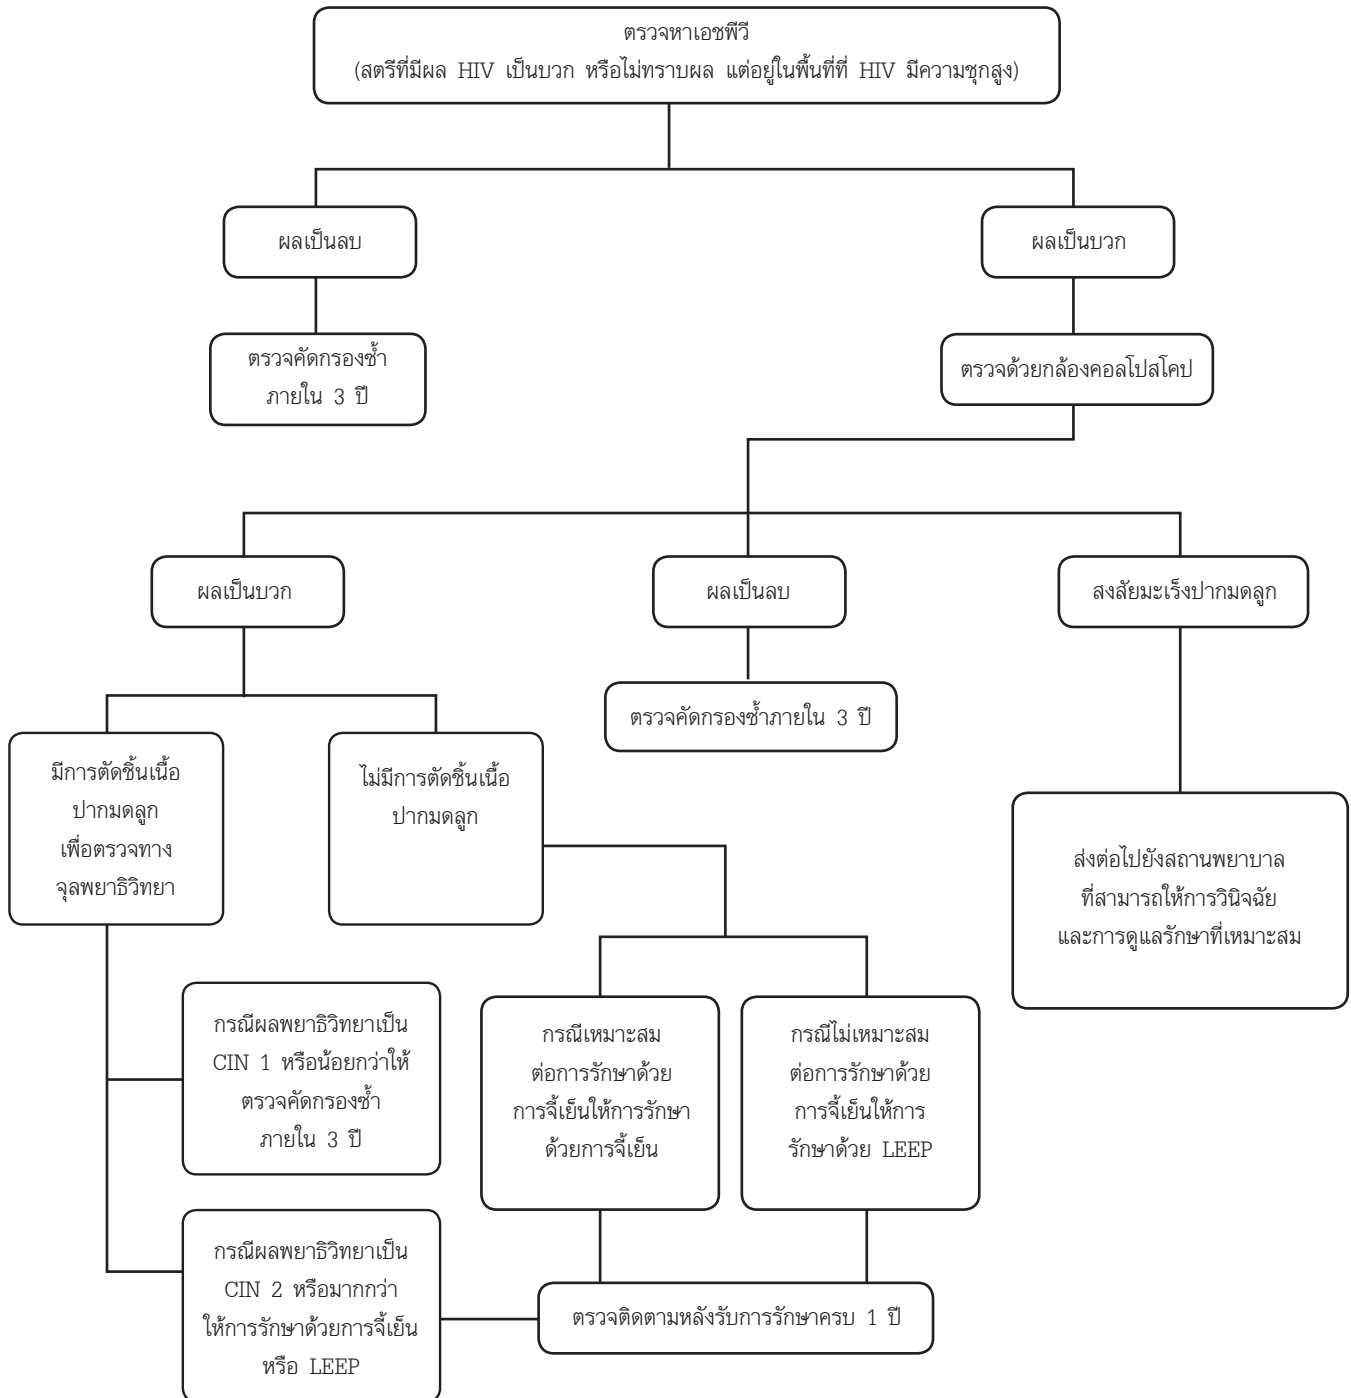 ตรวจหาเอชพีวี
(สตรีที่มีผล HIV เป็นบวก หรือไม่ทราบผล แต่อยู่ในพื้นที่ที่ HIV มีความชุกสูง)
ผลเป็นลบ
ผลเป็นบวก
ตรวจคัดกรองซ้ำ
ภายใน 3 ปี
ตรวจด้วยกล้องคอลโปสโคป
ผลเป็นบวก
ผลเป็นลบ
สงสัยมะเร็งปากมดลูก
ตรวจคัดกรองซ้ำภายใน 3 ปี
มีการตัดชิ้นเนื้อ
ปากมดลูก
เพื่อตรวจทาง
จุลพยาธิวิทยา
ไม่มีการตัดชิ้นเนื้อ
ปากมดลูก
ส่งต่อไปยังสถานพยาบาล
ที่สามารถให้การวินิจฉัย
และการดูแลรักษาที่เหมาะสม
กรณีผลพยาธิวิทยาเป็น
CIN 1 หรือน้อยกว่าให้
ตรวจคัดกรองซ้ำ
ภายใน 3 ปี
กรณีเหมาะสม
ต่อการรักษาด้วย
การจี้เย็นให้การรักษา
ด้วยการจี้เย็น
กรณีไม่เหมาะสม
ต่อการรักษาด้วย
การจี้เย็นให้การ
รักษาด้วย LEEP
กรณีผลพยาธิวิทยาเป็น
CIN 2 หรือมากกว่า
ให้การรักษาด้วยการจี้เย็น
หรือ LEEP
ตรวจติดตามหลังรับการรักษาครบ 1 ปี